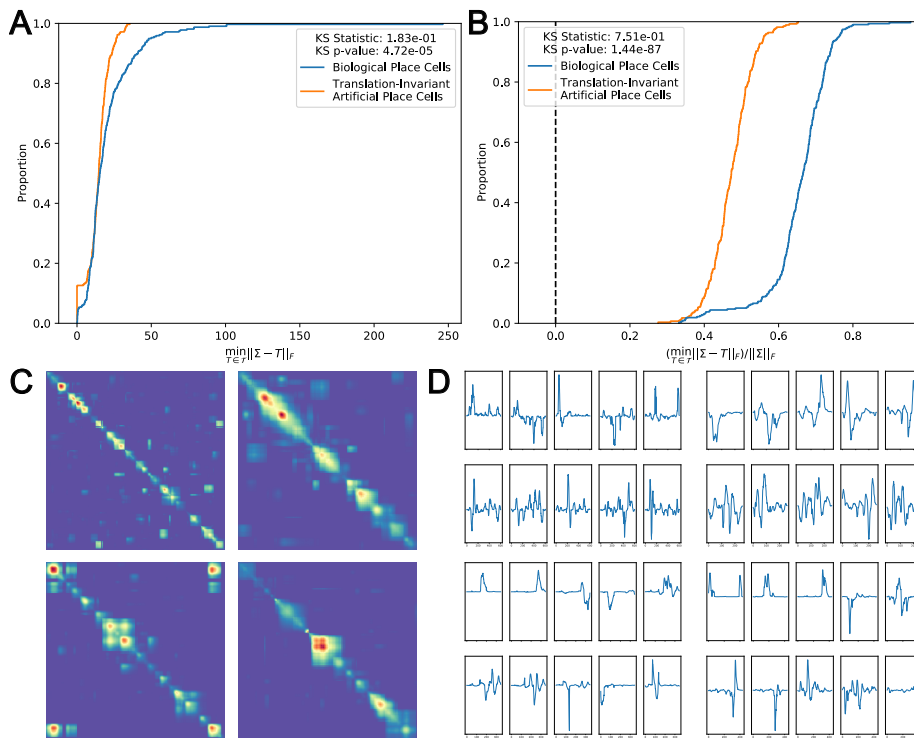 A
KS Statistic: 1.83e-01
KS p-value: 4.72e-05
Biological Place Cells
Translation-Invariant
Artificial Place Cells
Proportion
1.0
0.8
0.6
0.4
0.2
0.0
0 50 100 150 200 250
min ||Σ − T||F
T∈𝒯
B
KS Statistic: 7.51e-01
KS p-value: 1.44e-87
Biological Place Cells
Translation-Invariant
Artificial Place Cells
Proportion
1.0
0.8
0.6
0.4
0.2
0.0
0.0 0.2 0.4 0.6 0.8
(min ||Σ − T||F)/||Σ||F
T∈𝒯
C
D